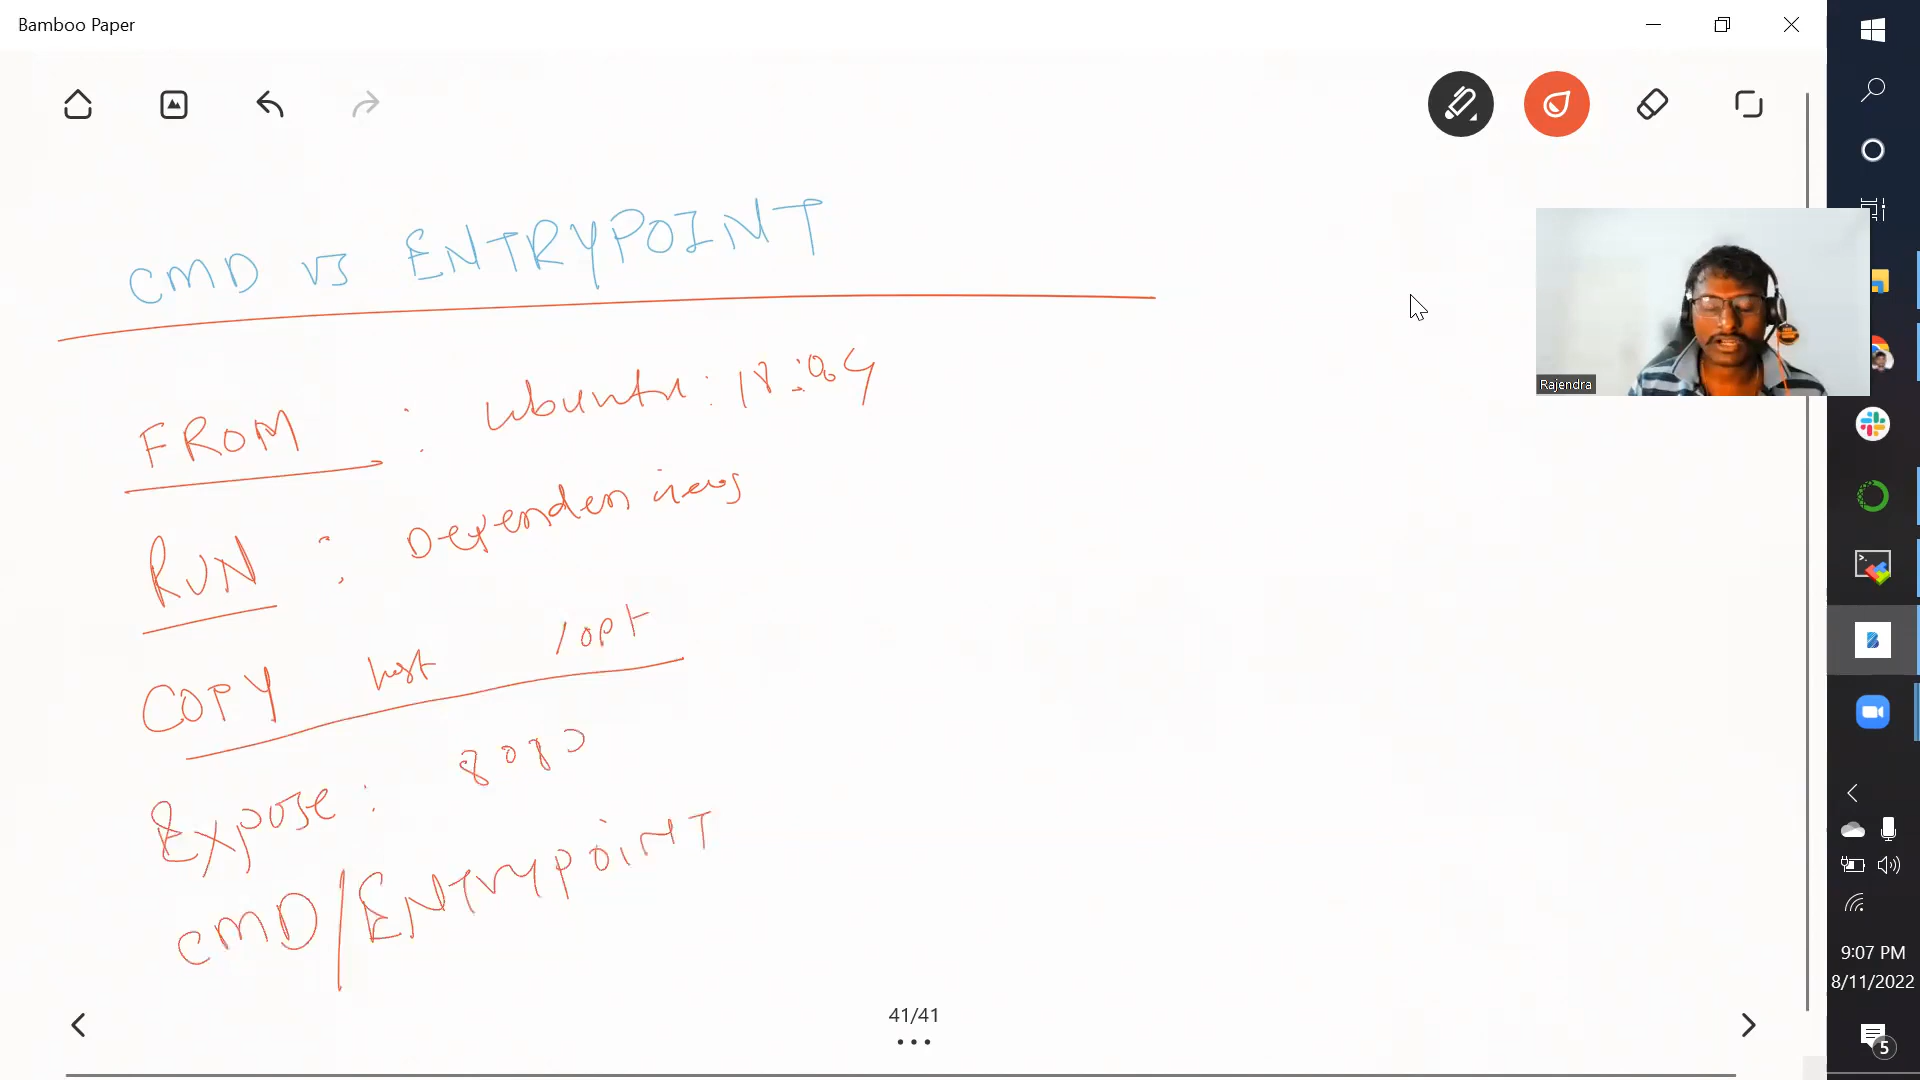 Bamboo Paper
CMD vs ENTRYPOINT
FROM : ubuntu : 18:04
Rajendra
RUN : Dependencies
COPY host /opt
Expose : 8080
CMD/ENTRYPOINT
41/41
9:07 PM
8/11/2022
5